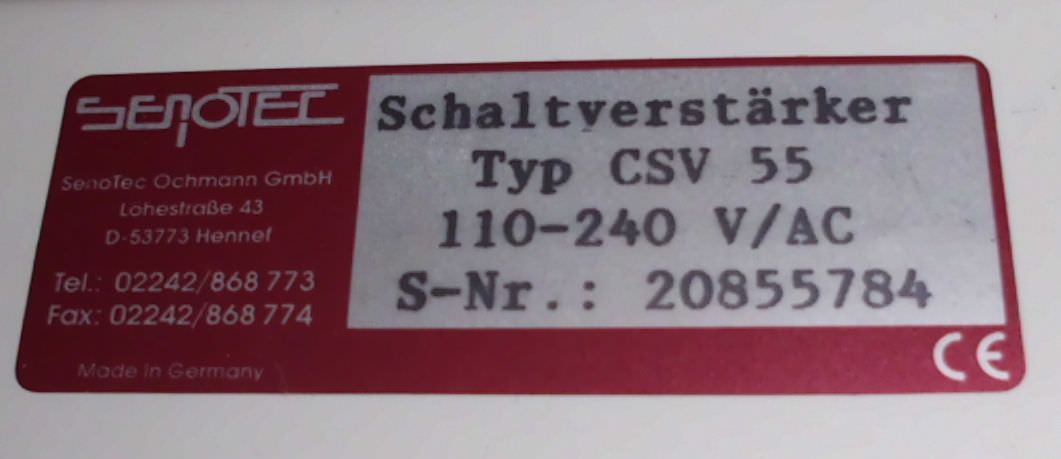 SENOTEC
SenoTec Ochmann GmbH
Löhestraße 43
D-53773 Hennef
Tel.: 02242/868 773
Fax: 02242/868 774
Made in Germany
Schaltverstärker
Typ CSV 55
110-240 V/AC
S-Nr.: 20855784
CE